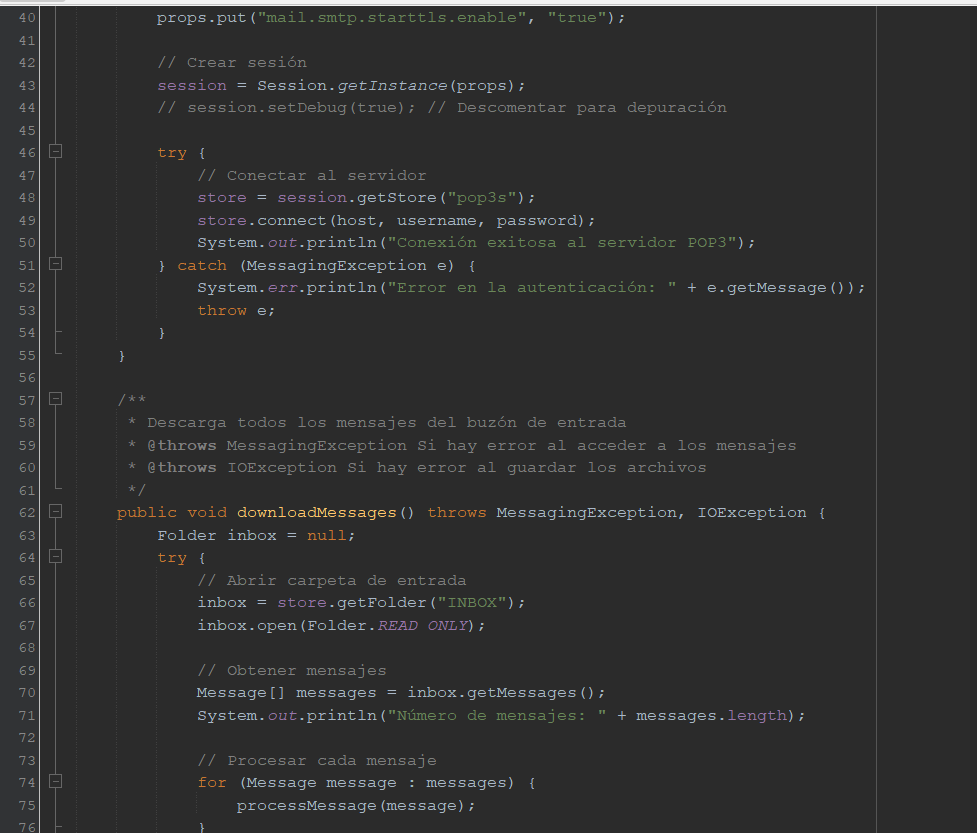 40 props.put("mail.smtp.starttls.enable", "true");
41
42 // Crear sesión
43 session = Session.getInstance(props);
44 // session.setDebug(true); // Descomentar para depuración
45
46 try {
47 // Conectar al servidor
48 store = session.getStore("pop3s");
49 store.connect(host, username, password);
50 System.out.println("Conexión exitosa al servidor POP3");
51 } catch (MessagingException e) {
52 System.err.println("Error en la autenticación: " + e.getMessage());
53 throw e;
54 }
55 }
56
57 /**
58 * Descarga todos los mensajes del buzón de entrada
59 * @throws MessagingException Si hay error al acceder a los mensajes
60 * @throws IOException Si hay error al guardar los archivos
61 */
62 public void downloadMessages() throws MessagingException, IOException {
63 Folder inbox = null;
64 try {
65 // Abrir carpeta de entrada
66 inbox = store.getFolder("INBOX");
67 inbox.open(Folder.READ_ONLY);
68
69 // Obtener mensajes
70 Message[] messages = inbox.getMessages();
71 System.out.println("Número de mensajes: " + messages.length);
72
73 // Procesar cada mensaje
74 for (Message message : messages) {
75 processMessage(message);
76 }